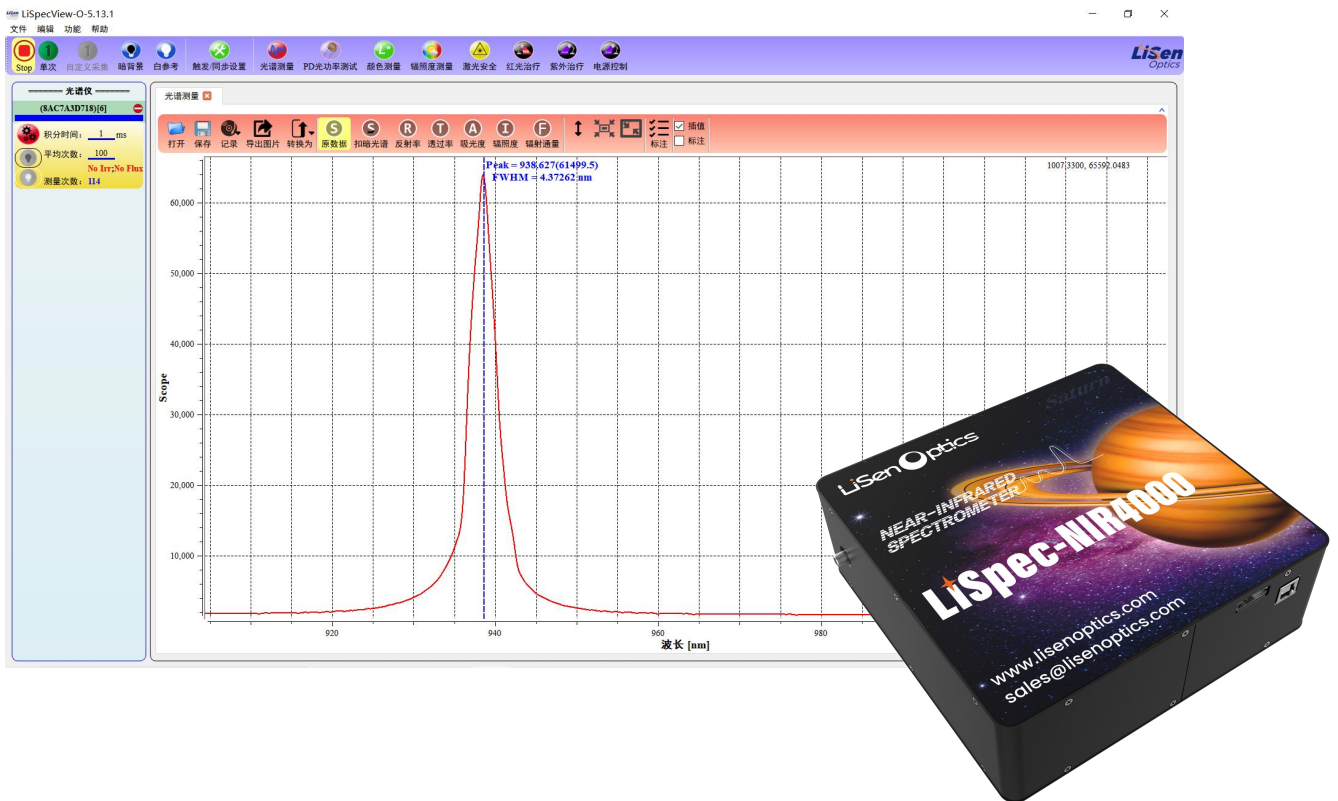 LiSpecView-O-5.13.1
文件 编辑 功能 帮助
Stop 单次 自定义采集 暗背景 白参考 触发/同步设置 光谱测量 PD光功率测试 颜色测量 辐照度测量 激光安全 红光治疗 紫外治疗 电源控制
LiSen
Optics
光谱仪
(8AC7A3D718)[6]
积分时间: 1 ms
平均次数: 100
No Irr;No Flux
测量次数: 114
光谱测量
打开 保存 记录 导出图片 转换为 原数据 扣暗光谱 反射率 透过率 吸光度 辐照度 辐射通量 标注
插值
标注
Peak = 938.627(61499.5)
FWHM = 4.37262 nm
1007.3300, 65592.0483
60,000
50,000
40,000
30,000
20,000
10,000
Scope
920 940 960 980
波长 [nm]
Saturn
LiSenOptics
NEAR-INFRARED
SPECTROMETER
LiSpec-NIR4000
www.lisenoptics.com
sales@lisenoptics.com